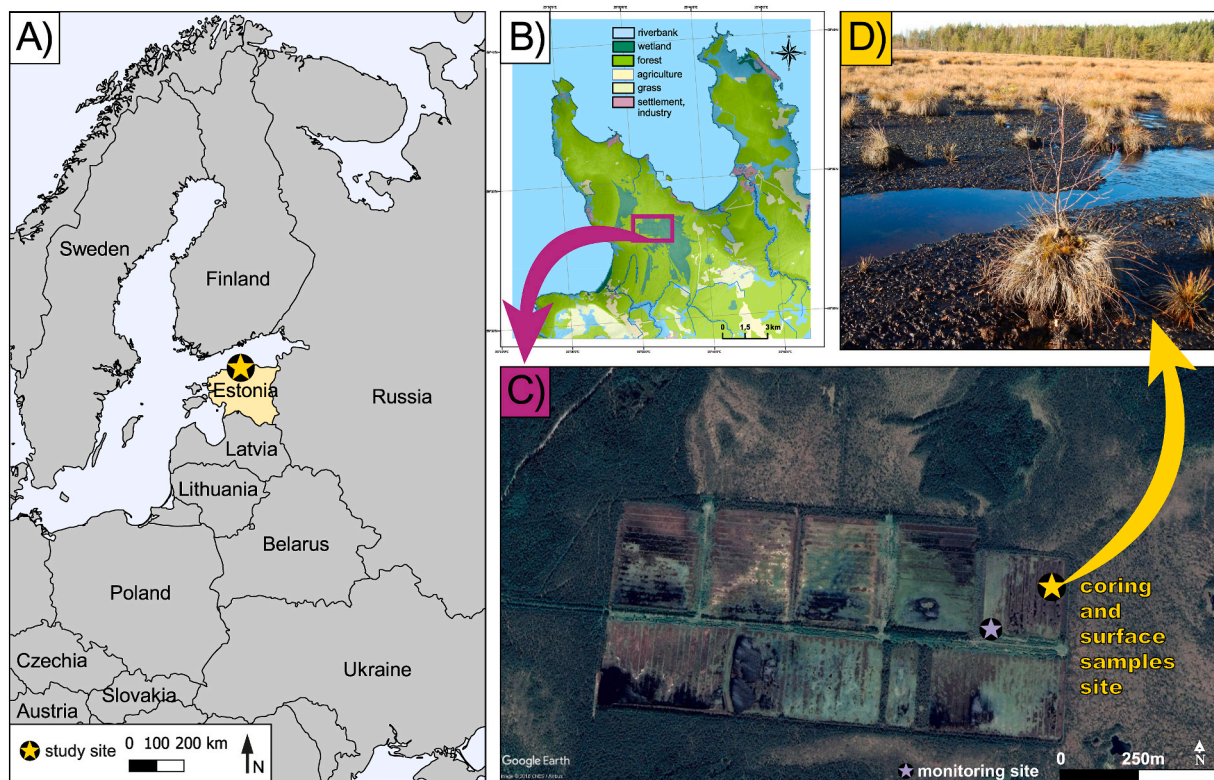 A)
Sweden
Finland
Estonia
Russia
Latvia
Lithuania
Belarus
Poland
Czechia
Ukraine
Slovakia
Austria
study site
0 100 200 km
N
B)
riverbank
wetland
forest
agriculture
grass
settlement,
industry
0 1,5 3 km
D)
C)
coring
and
surface
samples
site
Google Earth
monitoring site
0 250m
N